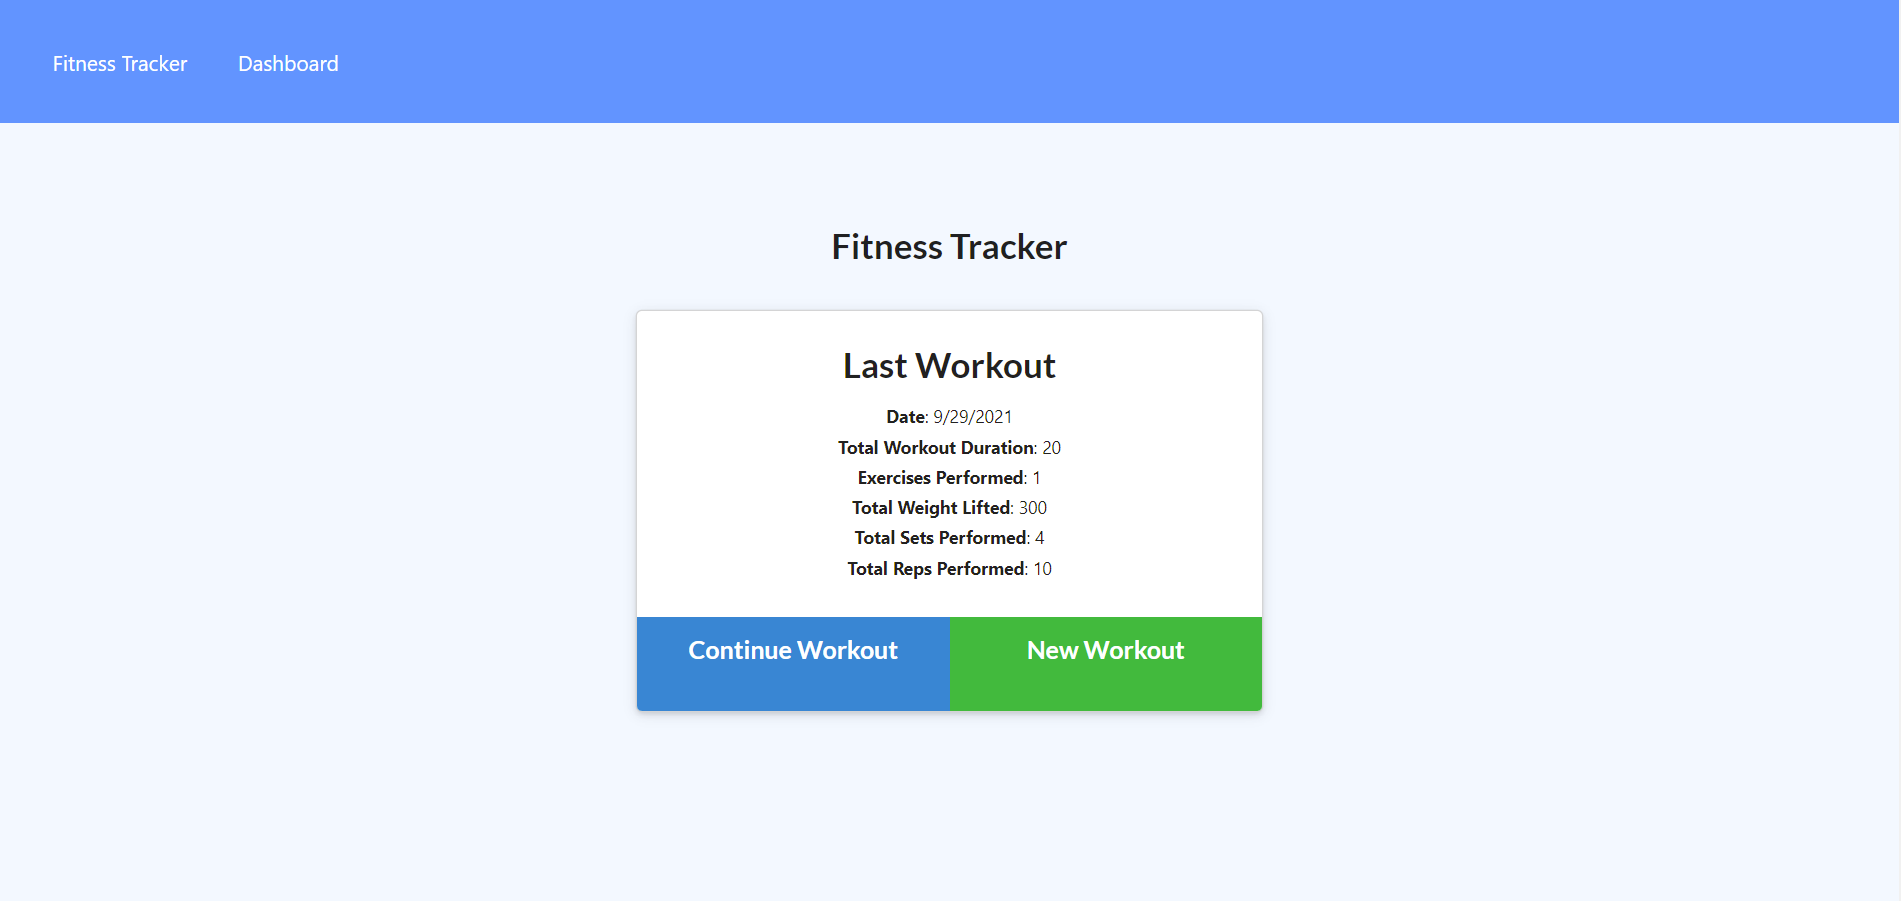 Fitness Tracker Dashboard
Fitness Tracker
Last Workout
Date: 9/29/2021
Total Workout Duration: 20
Exercises Performed: 1
Total Weight Lifted: 300
Total Sets Performed: 4
Total Reps Performed: 10
Continue Workout New Workout